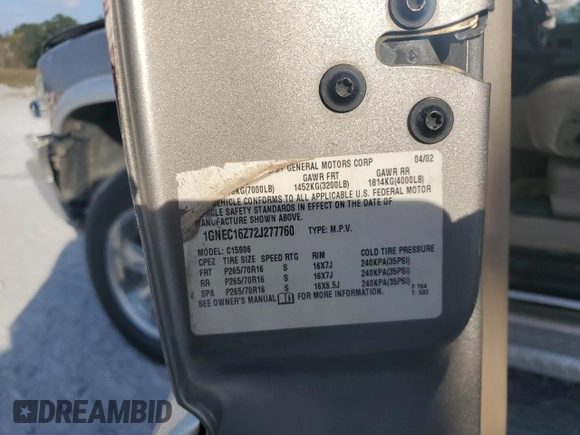 GENERAL MOTORS CORP 04/02
GAWR FRT GAWR RR
KG(7000LB) 1452KG(3200LB) 1814KG(4000LB)
VEHICLE CONFORMS TO ALL APPLICABLE U.S. FEDERAL MOTOR
VEHICLE SAFETY STANDARDS IN EFFECT ON THE DATE OF
MANUFACTURE SHOWN ABOVE.
1GNEC16Z72J277760 TYPE: M.P.V.
MODEL: C15906
CPEZ TIRE SIZE SPEED RTG RIM COLD TIRE PRESSURE
FRT P265/70R16 S 16X7J 240KPA(35PSI)
RR P265/70R16 S 16X7J 240KPA(35PSI)
SPA P265/70R16 S 16X6.5J 240KPA(35PSI)
SEE OWNER'S MANUAL FOR MORE INFORMATION.
DREAMBID